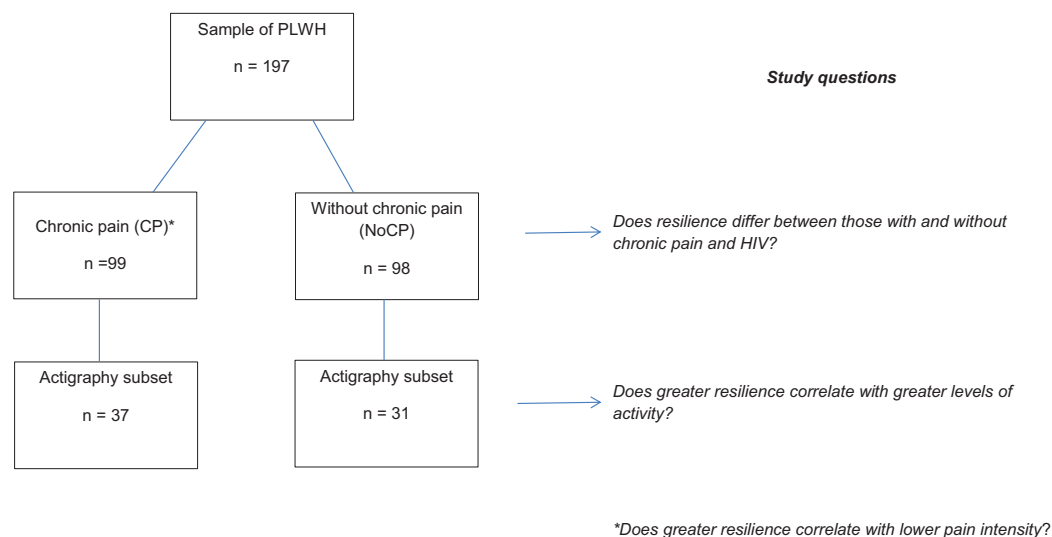 Sample of PLWH
n = 197
Study questions
Chronic pain (CP)*
n =99
Without chronic pain
(NoCP)
n = 98
Does resilience differ between those with and without
chronic pain and HIV?
Actigraphy subset
n = 37
Actigraphy subset
n = 31
Does greater resilience correlate with greater levels of
activity?
*Does greater resilience correlate with lower pain intensity?